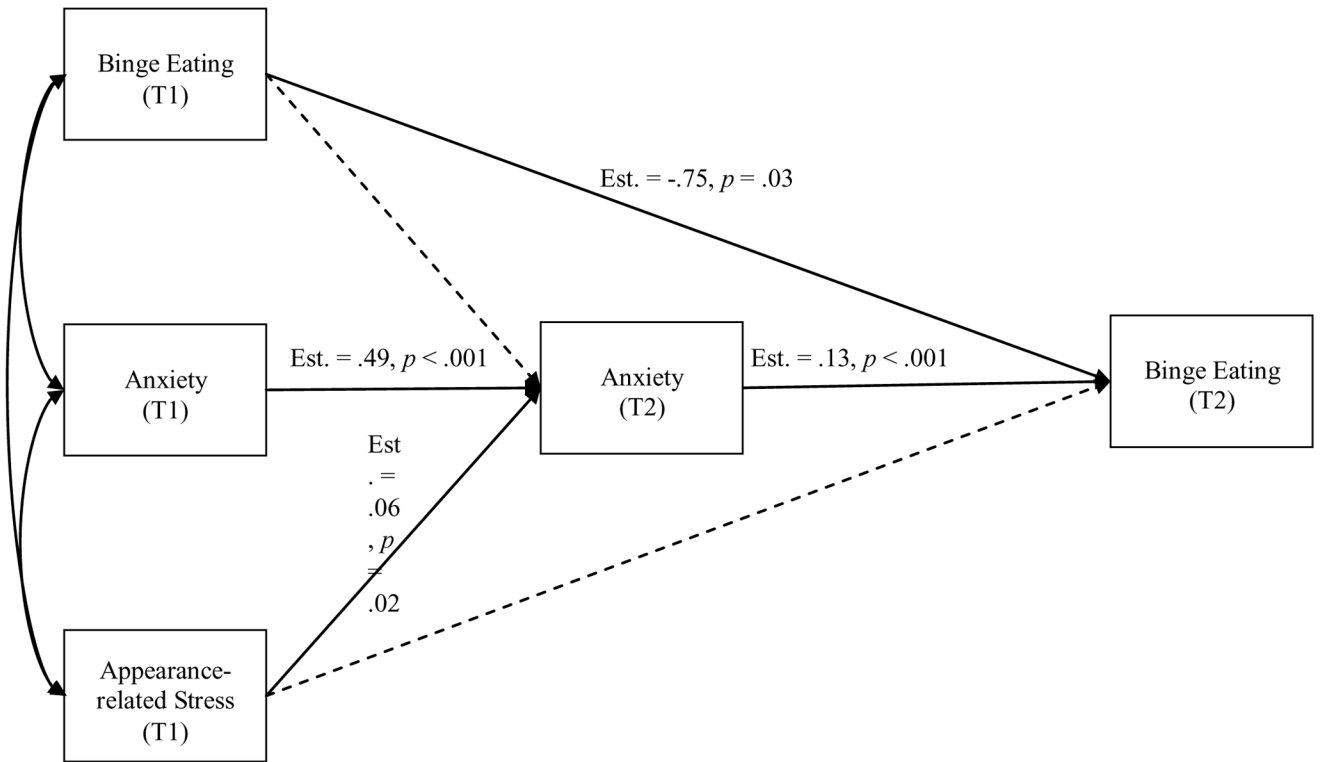 Binge Eating
(T1)
Est. = -.75, p = .03
Anxiety
(T1)
Est. = .49, p < .001
Anxiety
(T2)
Est. = .13, p < .001
Binge Eating
(T2)
Est
. =
.06
, p
=
.02
Appearance-
related Stress
(T1)